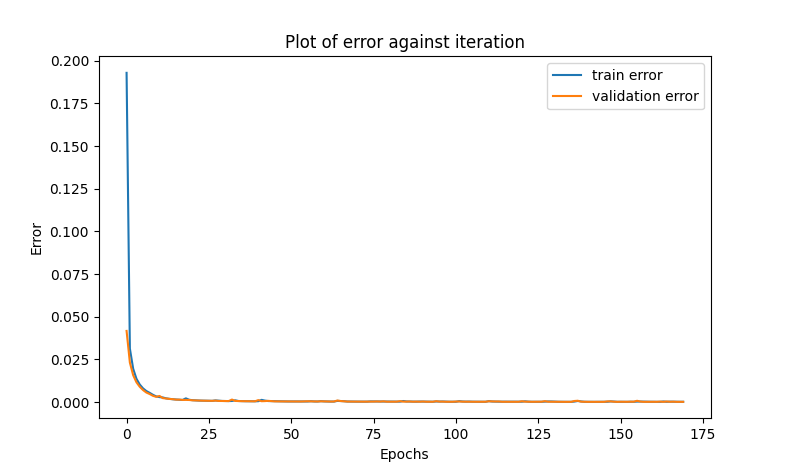 Plot of error against iteration
train error
validation error
0.200
0.175
0.150
0.125
0.100
0.075
0.050
0.025
0.000
Error
0 25 50 75 100 125 150 175
Epochs